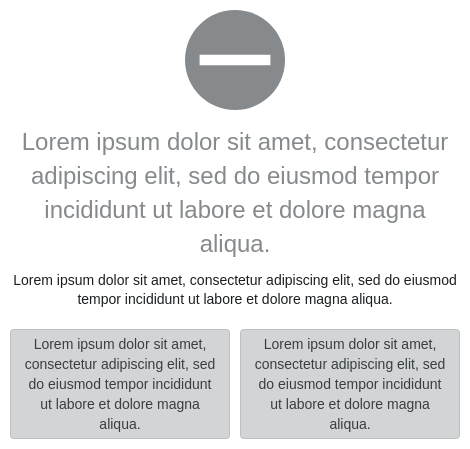 Lorem ipsum dolor sit amet, consectetur
adipiscing elit, sed do eiusmod tempor
incididunt ut labore et dolore magna
aliqua.
Lorem ipsum dolor sit amet, consectetur adipiscing elit, sed do eiusmod
tempor incididunt ut labore et dolore magna aliqua.
Lorem ipsum dolor sit amet,
consectetur adipiscing elit, sed
do eiusmod tempor incididunt
ut labore et dolore magna
aliqua.
Lorem ipsum dolor sit amet,
consectetur adipiscing elit, sed
do eiusmod tempor incididunt
ut labore et dolore magna
aliqua.